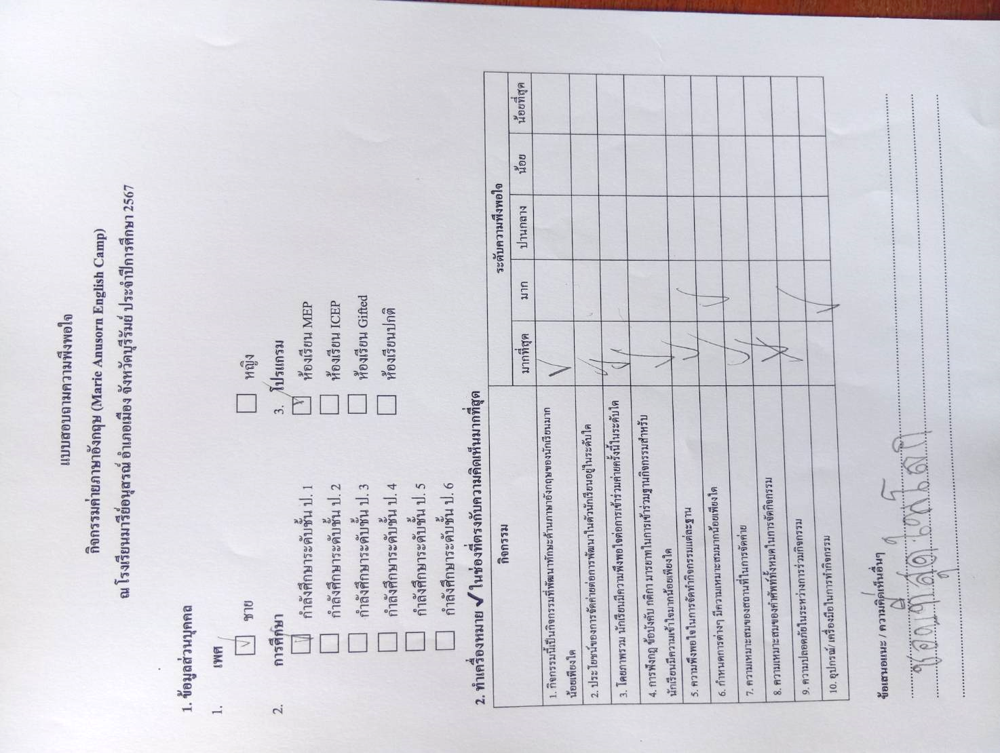 แบบสอบถามความพึงพอใจ
กิจกรรมค่ายภาษาอังกฤษ (Marie Anusorn English Camp)
ณ โรงเรียนมารีย์อนุสรณ์ อำเภอเมือง จังหวัดบุรีรัมย์ ประจำปีการศึกษา 2567
1. ข้อมูลส่วนบุคคล
1. เพศ
✓ ชาย
หญิง
2. การศึกษา
✓ กำลังศึกษาระดับชั้น ป. 1
กำลังศึกษาระดับชั้น ป. 2
กำลังศึกษาระดับชั้น ป. 3
กำลังศึกษาระดับชั้น ป. 4
กำลังศึกษาระดับชั้น ป. 5
กำลังศึกษาระดับชั้น ป. 6
3. โปรแกรม
✓ ห้องเรียน MEP
ห้องเรียน ICEP
ห้องเรียน Gifted
ห้องเรียนปกติ
2. ทำเครื่องหมาย ✓ ในช่องที่ตรงกับความคิดเห็นมากที่สุด
กิจกรรม
ระดับความพึงพอใจ
มากที่สุด มาก ปานกลาง น้อย น้อยที่สุด
1. กิจกรรมนี้เป็นกิจกรรมที่พัฒนาทักษะด้านภาษาอังกฤษของนักเรียนมาก
น้อยเพียงใด
2. ประโยชน์ของการจัดค่ายต่อการพัฒนาในตัวนักเรียนอยู่ในระดับใด
3. โดยภาพรวม นักเรียนมีความพึงพอใจต่อการเข้าร่วมค่ายครั้งนี้ในระดับใด
4. การฟังกฎ ข้อบังคับ กติกา มารยาทในการเข้าร่วมฐานกิจกรรมสำหรับ
นักเรียนมีความเข้าใจมากน้อยเพียงใด
5. ความพึงพอใจในการจัดทำกิจกรรมแต่ละฐาน
6. กำหนดการต่างๆ มีความเหมาะสมมากน้อยเพียงใด
7. ความเหมาะสมของสถานที่ในการจัดค่าย
8. ความเหมาะสมของคำศัพท์ทั้งหมดในการจัดกิจกรรม
9. ความปลอดภัยในระหว่างการร่วมกิจกรรม
10. อุปกรณ์/ เครื่องมือในการทำกิจกรรม
ข้อเสนอแนะ / ความคิดเห็นอื่นๆ